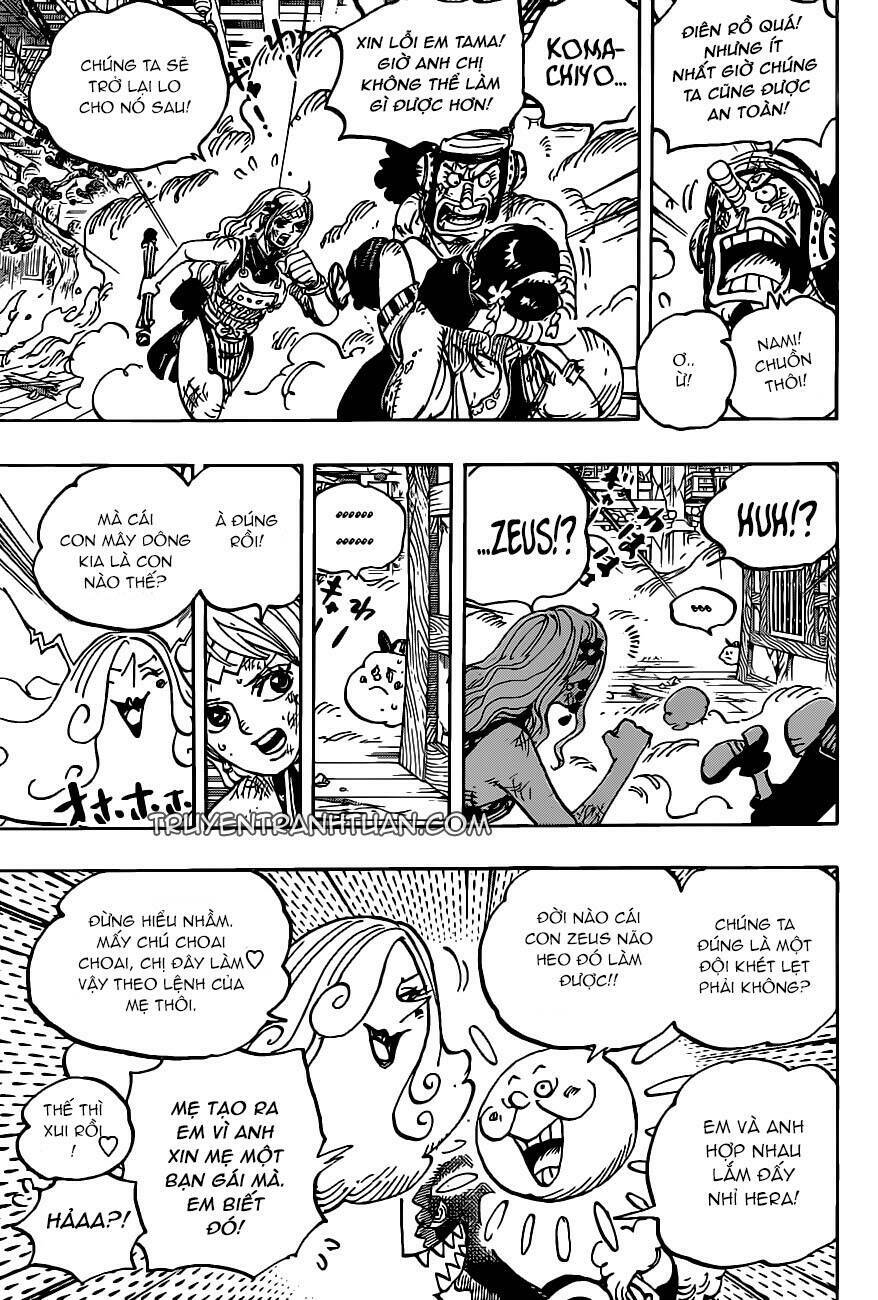 ĐIÊN RỒ QUÁ!
NHƯNG ÍT
NHẤT GIỜ CHÚNG
TA CŨNG ĐƯỢC
AN TOÀN!
NAMI!
CHUỒN
THÔI!
Ơ..
Ừ!
KOMA-
CHIYO...
XIN LỖI EM TAMA!
GIỜ ANH CHỊ
KHÔNG THỂ LÀM
GÌ ĐƯỢC HƠN!
CHÚNG TA SẼ
TRỞ LẠI LO
CHO NÓ SAU!
HUH!?
...
...ZEUS!?
......
......
À ĐÚNG
RỒI!
MÀ CÁI
CON MÂY DÔNG
KIA LÀ CON
NÀO THẾ?
オホホホホ
TRUYENTRANHTUAN.COM
CHÚNG TA
ĐÚNG LÀ MỘT
ĐỘI KHÉT LẸT
PHẢI KHÔNG?
ĐỜI NÀO CÁI
CON ZEUS NÃO
HEO ĐÓ LÀM
ĐƯỢC!!
EM VÀ ANH
HỢP NHAU
LẮM ĐẤY
NHỈ HERA!
ĐỪNG HIỂU NHẦM.
MẤY CHÚ CHOAI
CHOAI, CHỊ ĐÂY LÀM♡
VẬY THEO LỆNH CỦA
MẸ THÔI.
MẸ TẠO RA
EM VÌ ANH
XIN MẸ MỘT
BẠN GÁI MÀ.
EM BIẾT
ĐÓ!
THẾ THÌ
XUI RỒI
! ♡
HẢAA?!